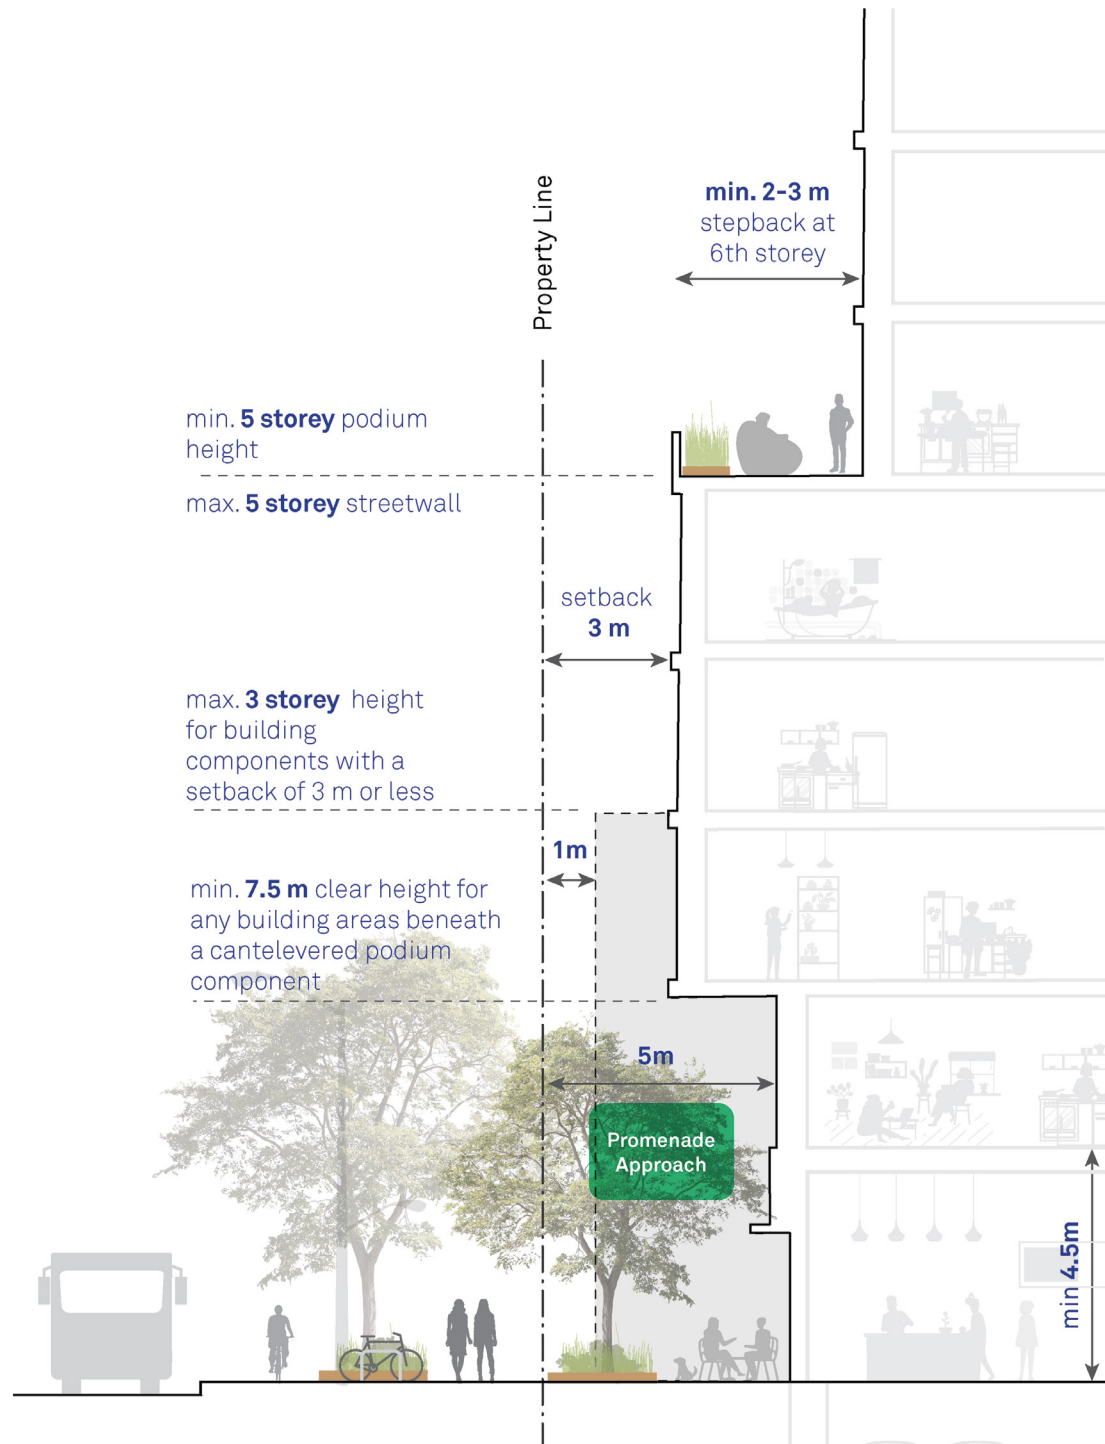 min. 2-3 m
stepback at
6th storey
Property Line
min. 5 storey podium
height
max. 5 storey streetwall
setback
3 m
max. 3 storey height
for building
components with a
setback of 3 m or less
1m
min. 7.5 m clear height for
any building areas beneath
a cantelevered podium
component
5m
Promenade
Approach
min 4.5m